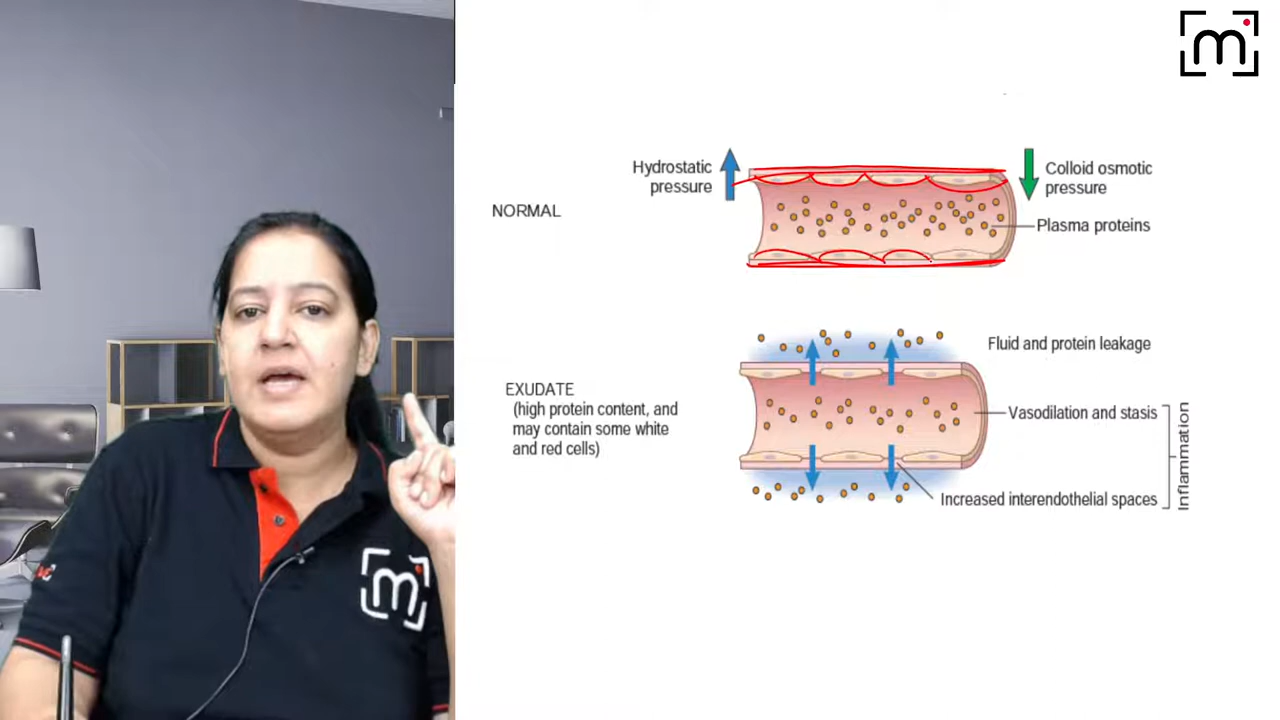 m
Hydrostatic
pressure
Colloid osmotic
pressure
NORMAL
Plasma proteins
Fluid and protein leakage
EXUDATE
(high protein content, and
may contain some white
and red cells)
Vasodilation and stasis
Increased interendothelial spaces
Inflammation
m